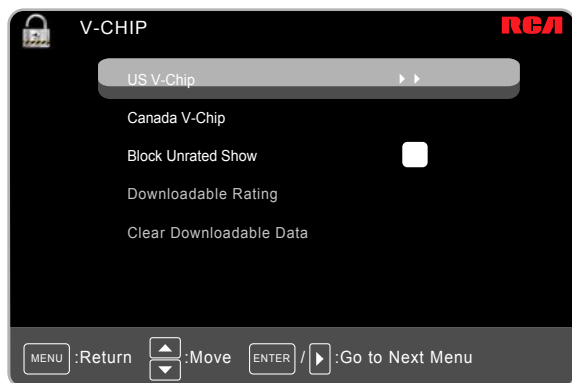 V-CHIP RCA
US V-Chip
Canada V-Chip
Block Unrated Show
Downloadable Rating
Clear Downloadable Data
MENU :Return :Move ENTER / :Go to Next Menu